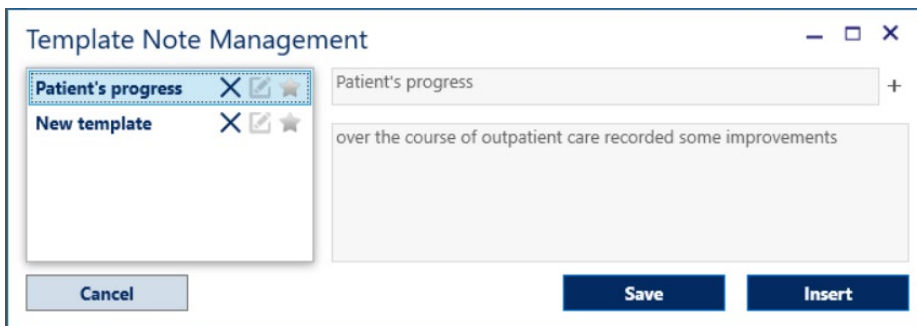 Template Note Management
Patient's progress
New template
Patient's progress
+
over the course of outpatient care recorded some improvements
Cancel
Save
Insert